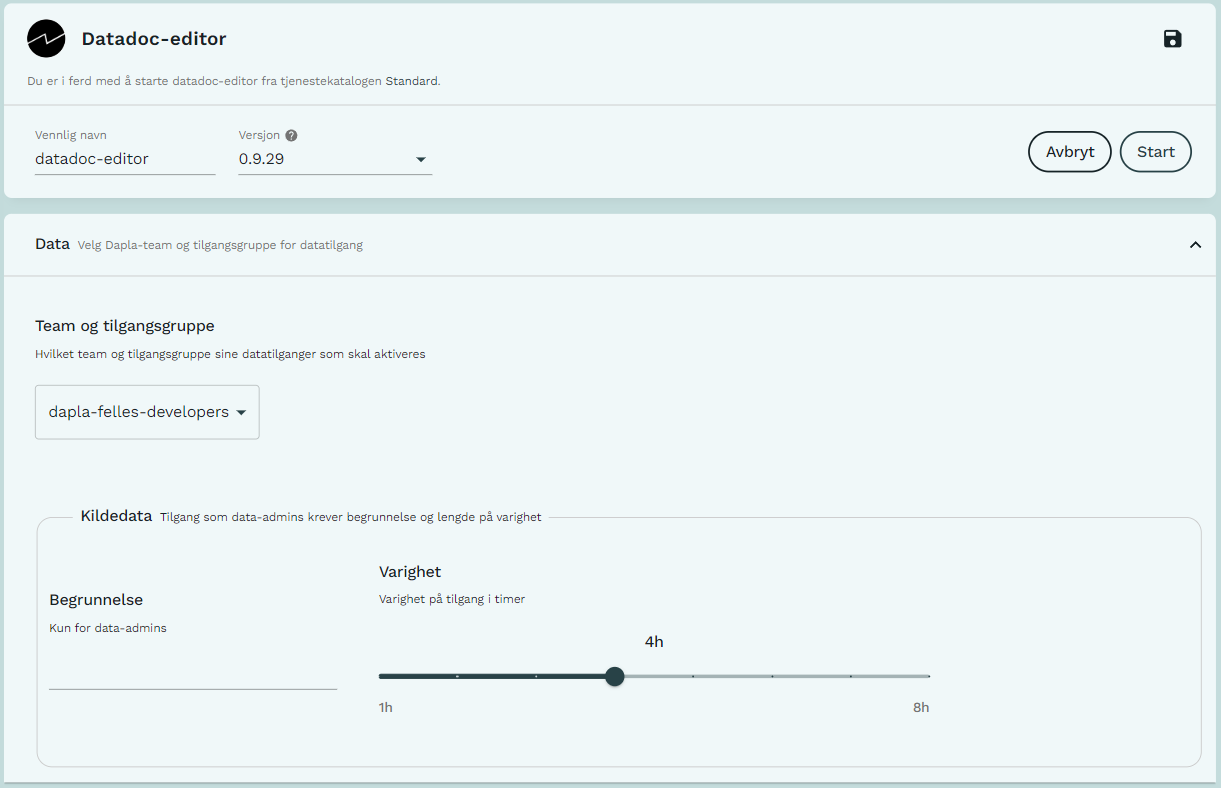 Datadoc-editor
Du er i ferd med å starte datadoc-editor fra tjenestekatalogen Standard.
Vennlig navn
datadoc-editor
Versjon ?
0.9.29
Avbryt
Start
Data Velg Dapla-team og tilgangsgruppe for datatilgang
Team og tilgangsgruppe
Hvilket team og tilgangsgruppe sine datatilganger som skal aktiveres
dapla-felles-developers
Kildedata Tilgang som data-admins krever begrunnelse og lengde på varighet
Begrunnelse
Kun for data-admins
Varighet
Varighet på tilgang i timer
4h
1h
8h